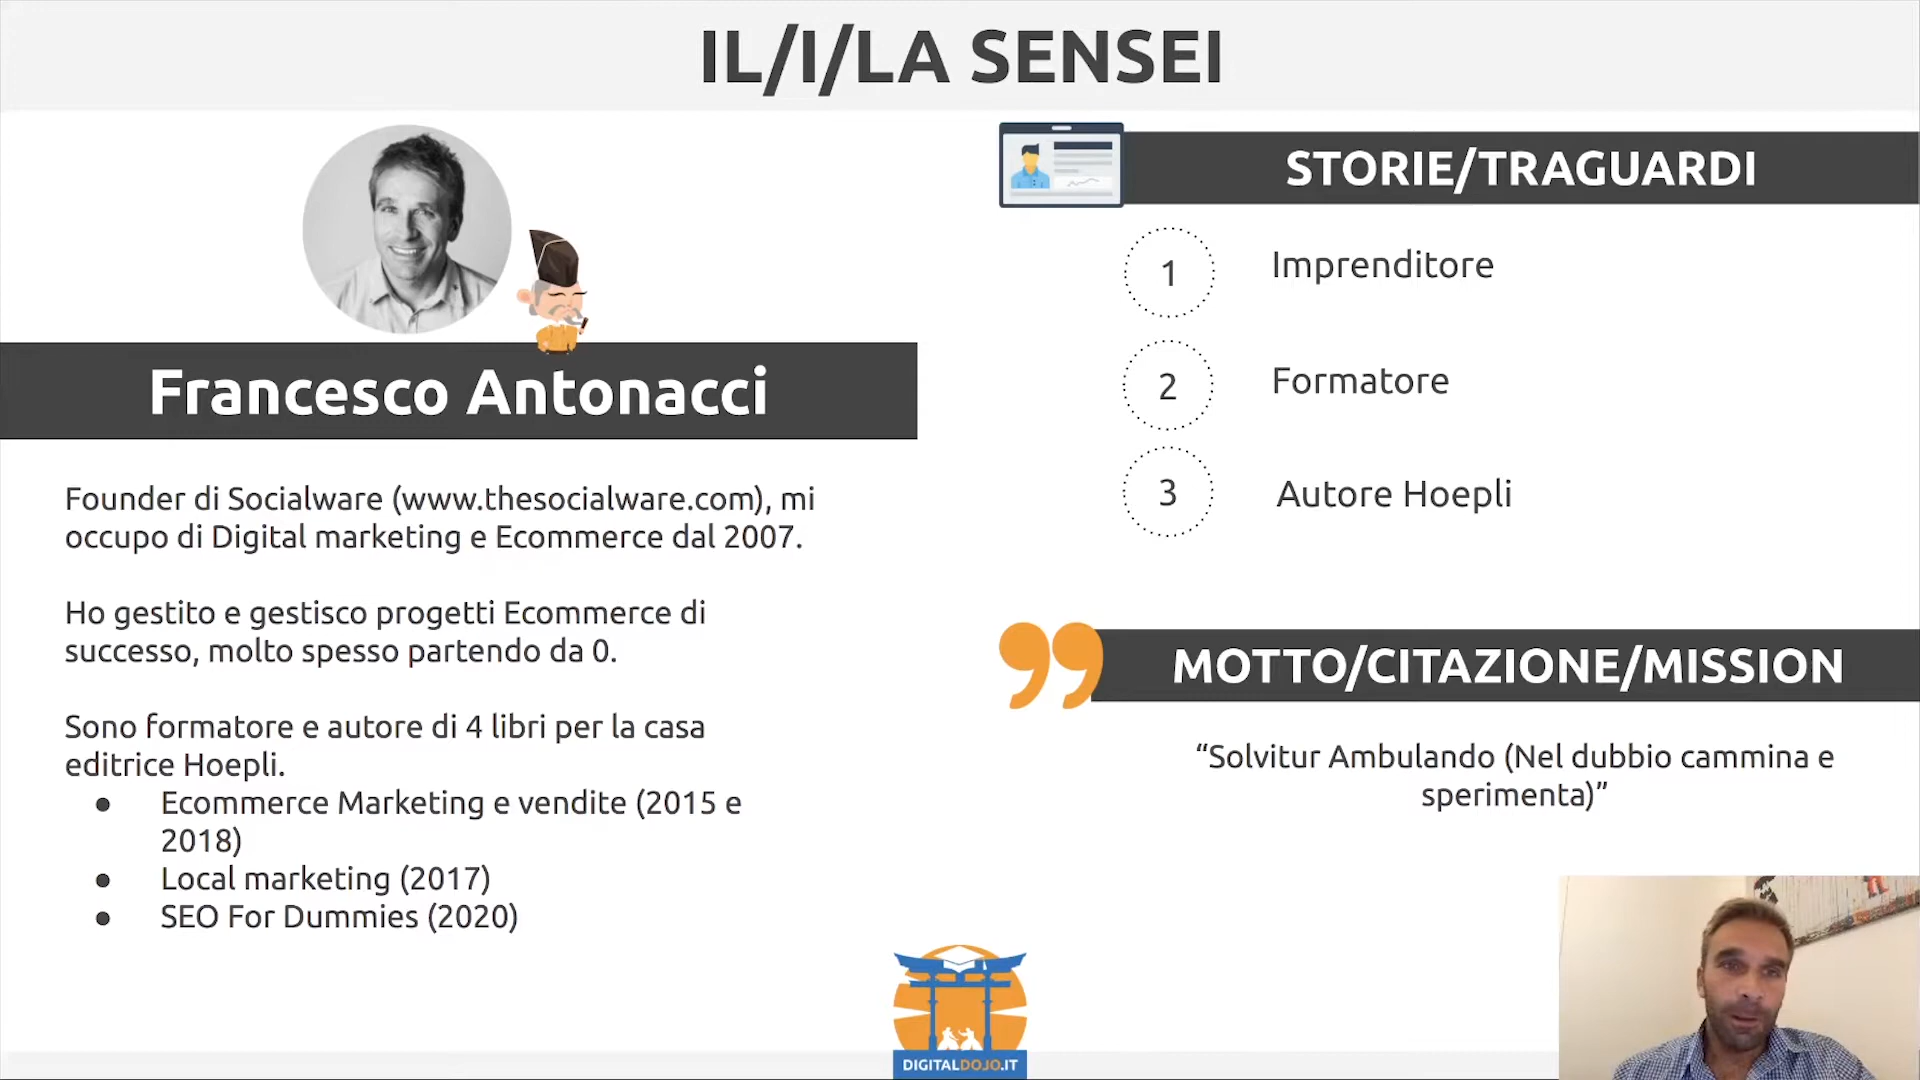 IL/I/LA SENSEI
Francesco Antonacci
Founder di Socialware (www.thesocialware.com), mi
occupo di Digital marketing e Ecommerce dal 2007.
Ho gestito e gestisco progetti Ecommerce di
successo, molto spesso partendo da 0.
Sono formatore e autore di 4 libri per la casa
editrice Hoepli.
● Ecommerce Marketing e vendite (2015 e
2018)
● Local marketing (2017)
● SEO For Dummies (2020)
STORIE/TRAGUARDI
1 Imprenditore
2 Formatore
3 Autore Hoepli
MOTTO/CITAZIONE/MISSION
“Solvitur Ambulando (Nel dubbio cammina e
sperimenta)”
DIGITALDOJO.IT